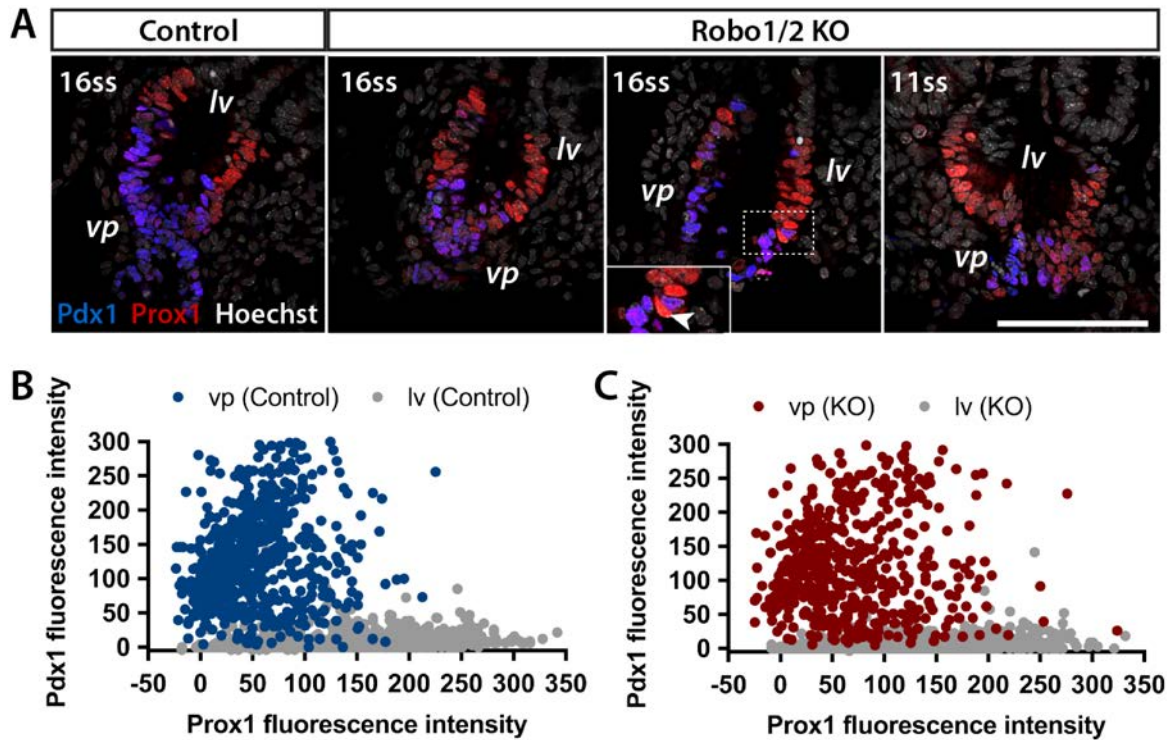 A
Control
Robo1/2 KO
16ss
lv
vp
Pdx1 Prox1 Hoechst
16ss
lv
vp
16ss
lv
vp
11ss
lv
vp
B
vp (Control)
lv (Control)
Pdx1 fluorescence intensity
300
250
200
150
100
50
0
-50
0
50
100
150
200
250
300
350
Prox1 fluorescence intensity
C
vp (KO)
lv (KO)
Pdx1 fluorescence intensity
300
250
200
150
100
50
0
-50
0
50
100
150
200
250
300
350
Prox1 fluorescence intensity